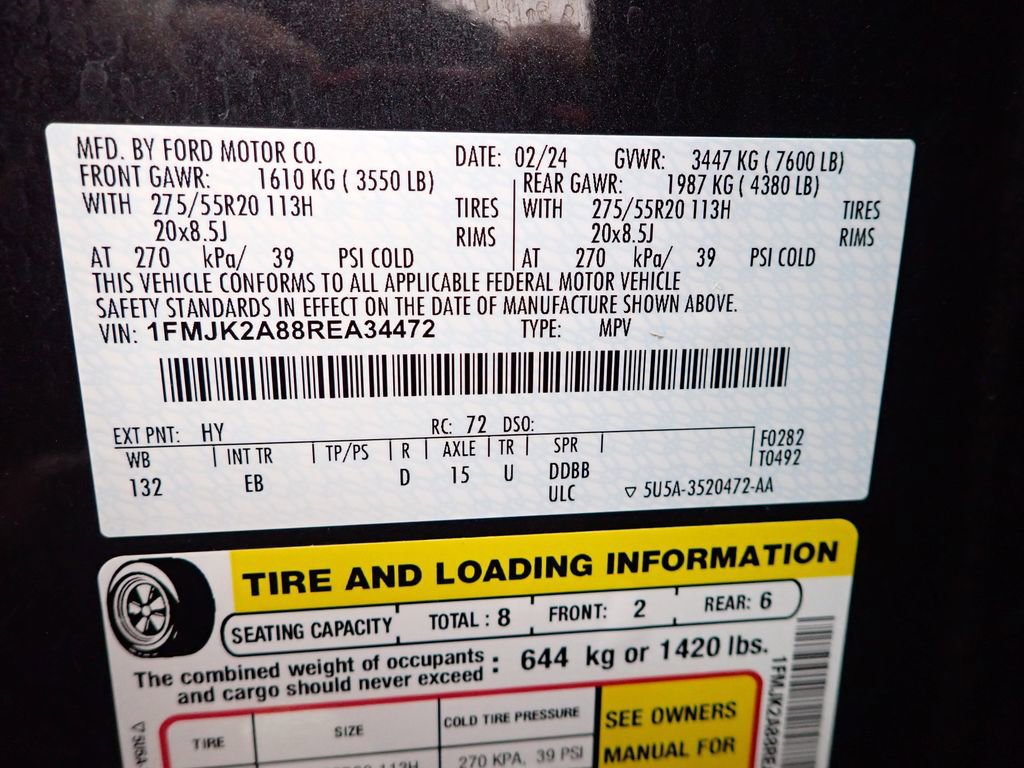 MFD. BY FORD MOTOR CO. DATE: 02/24 GVWR: 3447 KG ( 7600 LB)
FRONT GAWR: 1610 KG ( 3550 LB) REAR GAWR: 1987 KG ( 4380 LB)
WITH 275/55R20 113H TIRES WITH 275/55R20 113H TIRES
20x8.5J RIMS 20x8.5J RIMS
AT 270 kPa/ 39 PSI COLD AT 270 kPa/ 39 PSI COLD
THIS VEHICLE CONFORMS TO ALL APPLICABLE FEDERAL MOTOR VEHICLE
SAFETY STANDARDS IN EFFECT ON THE DATE OF MANUFACTURE SHOWN ABOVE.
VIN: 1FMJK2A88REA34472 TYPE: MPV
EXT PNT: HY RC: 72 DSO:
WB INT TR TP/PS R AXLE TR SPR F0282
T0492
132 EB D 15 U DDBB
ULC 5U5A-3520472-AA
TIRE AND LOADING INFORMATION
SEATING CAPACITY TOTAL : 8 FRONT: 2 REAR: 6
The combined weight of occupants
and cargo should never exceed : 644 kg or 1420 lbs.
TIRE SIZE COLD TIRE PRESSURE SEE OWNERS
113H 270 KPA, 39 PSI MANUAL FOR
1FMJK2A88RE
5U5A-